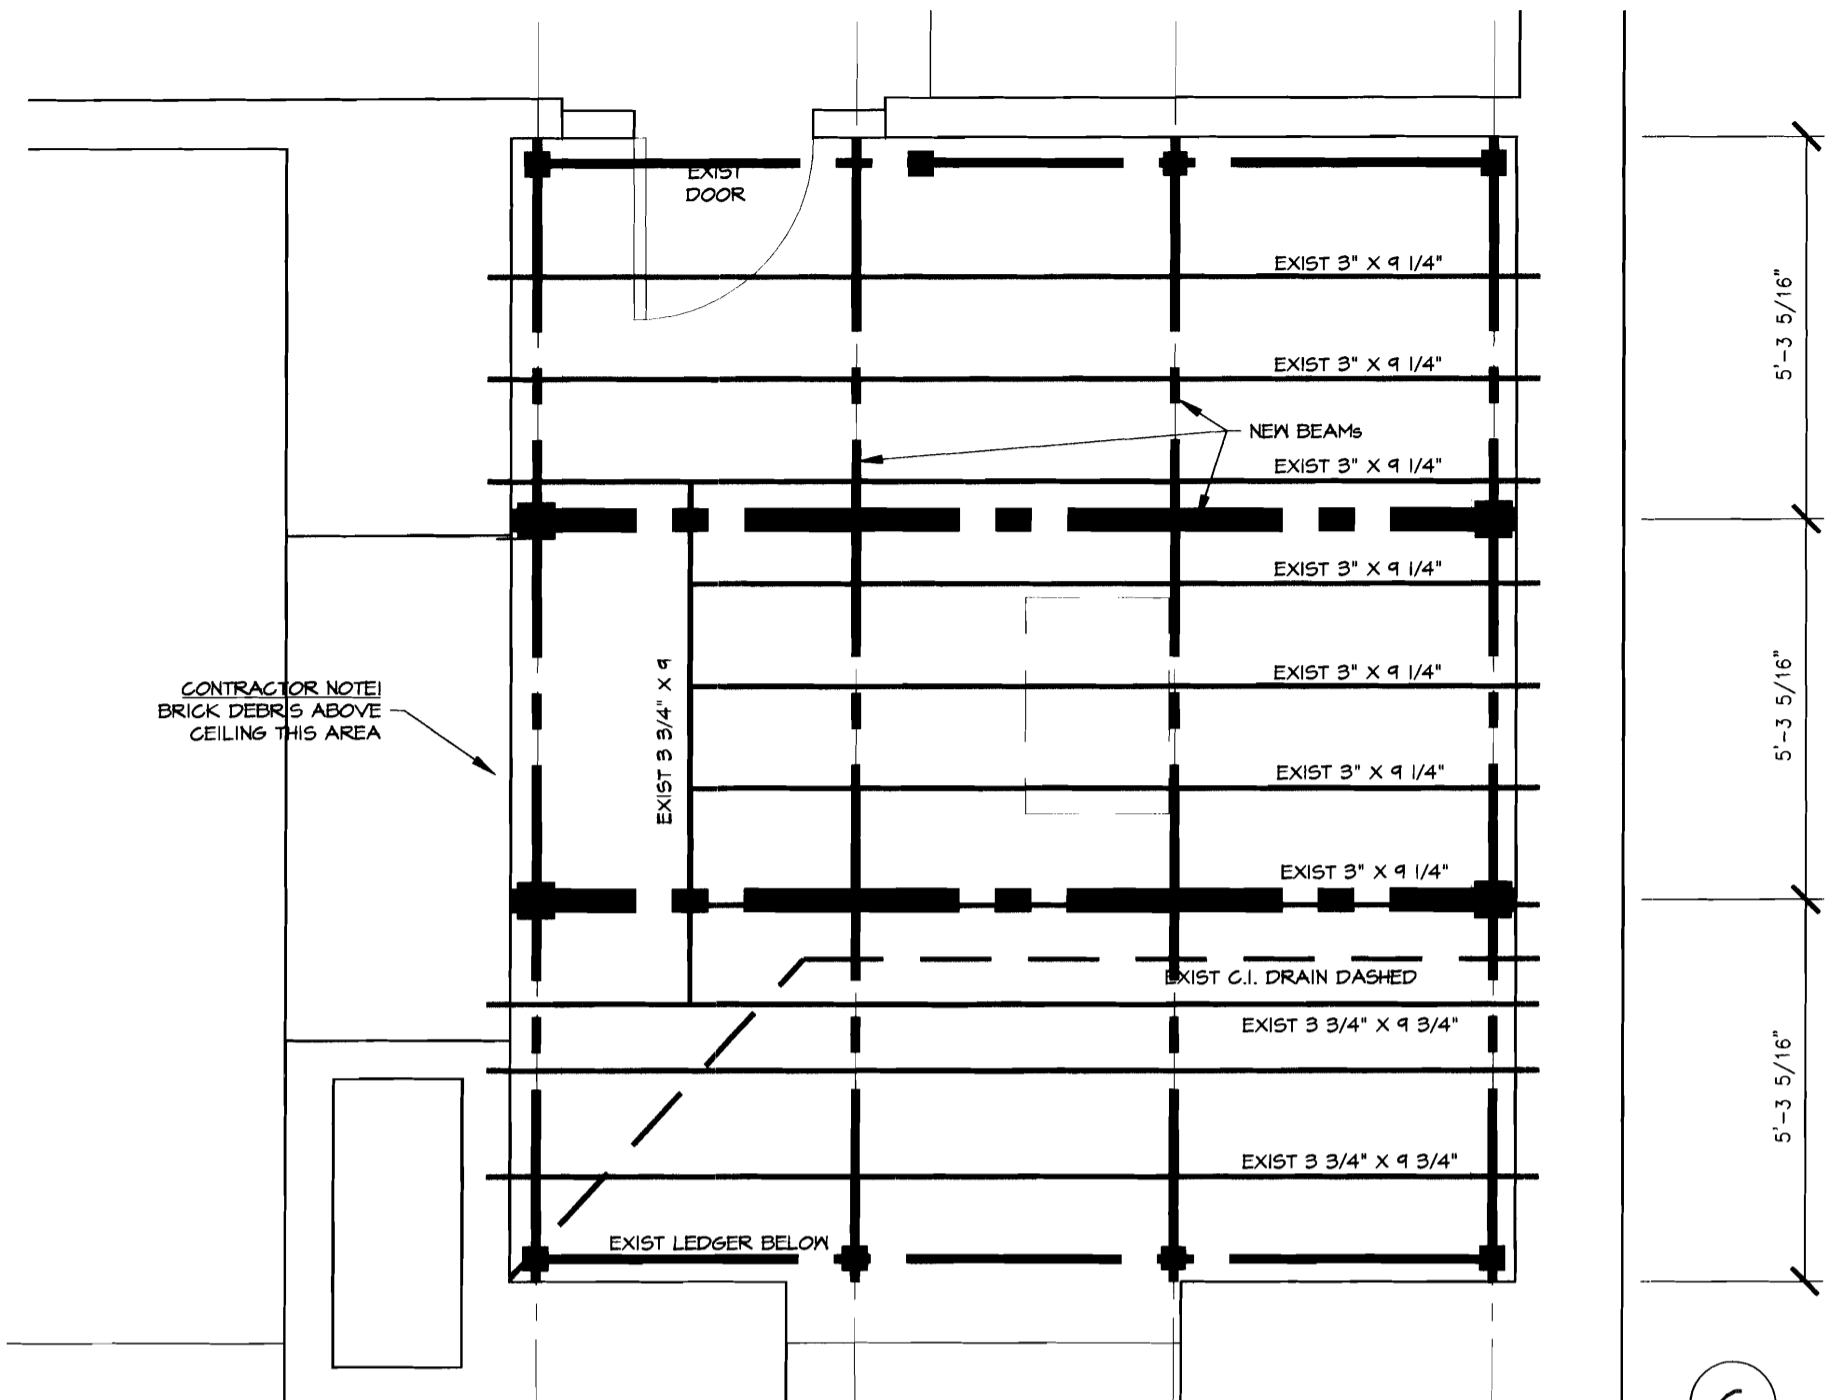 EXIST
DOOR
EXIST 3" X 9 1/4"
5'-3 5/16"
EXIST 3" X 9 1/4"
NEW BEAMs
EXIST 3" X 9 1/4"
EXIST 3" X 9 1/4"
EXIST 3" X 9 1/4"
CONTRACTOR NOTE!
BRICK DEBRIS ABOVE
CEILING THIS AREA
EXIST 3 3/4" X 9
5'-3 5/16"
EXIST 3" X 9 1/4"
EXIST 3" X 9 1/4"
EXIST C.I. DRAIN DASHED
EXIST 3 3/4" X 9 3/4"
5'-3 5/16"
EXIST 3 3/4" X 9 3/4"
EXIST LEDGER BELOW